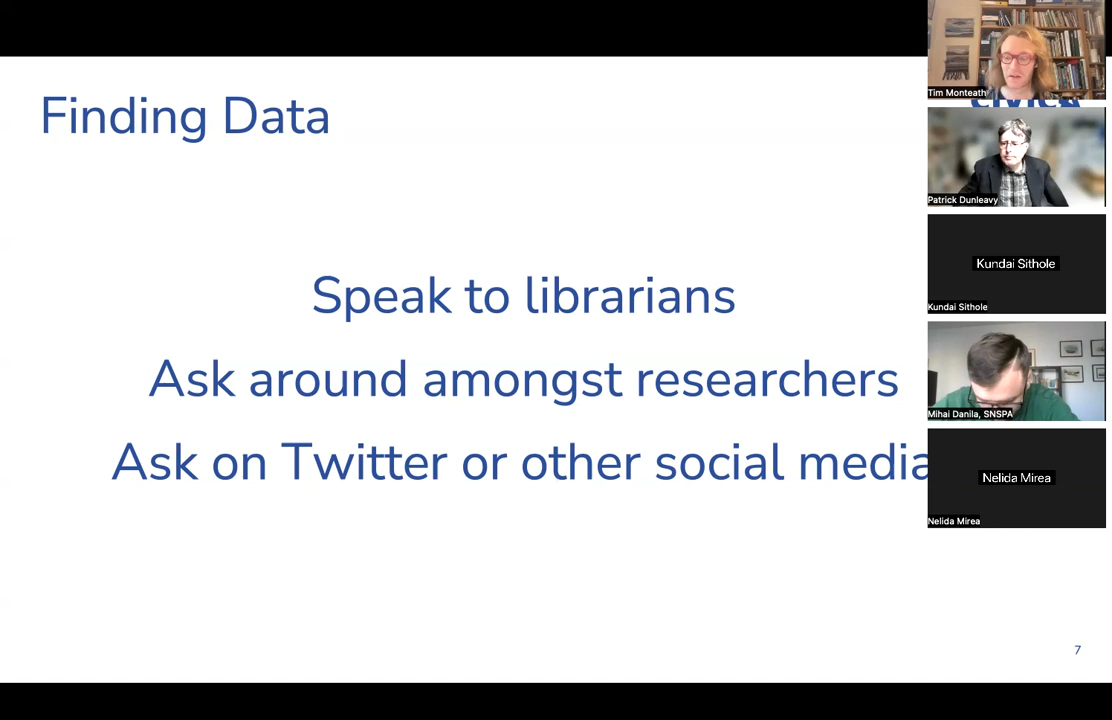 Finding Data
Speak to librarians
Ask around amongst researchers
Ask on Twitter or other social media
7
Tim Monteath
CIVICA
Patrick Dunleavy
Kundai Sithole
Kundai Sithole
Mihai Danila, SNSPA
Nelida Mirea
Nelida Mirea